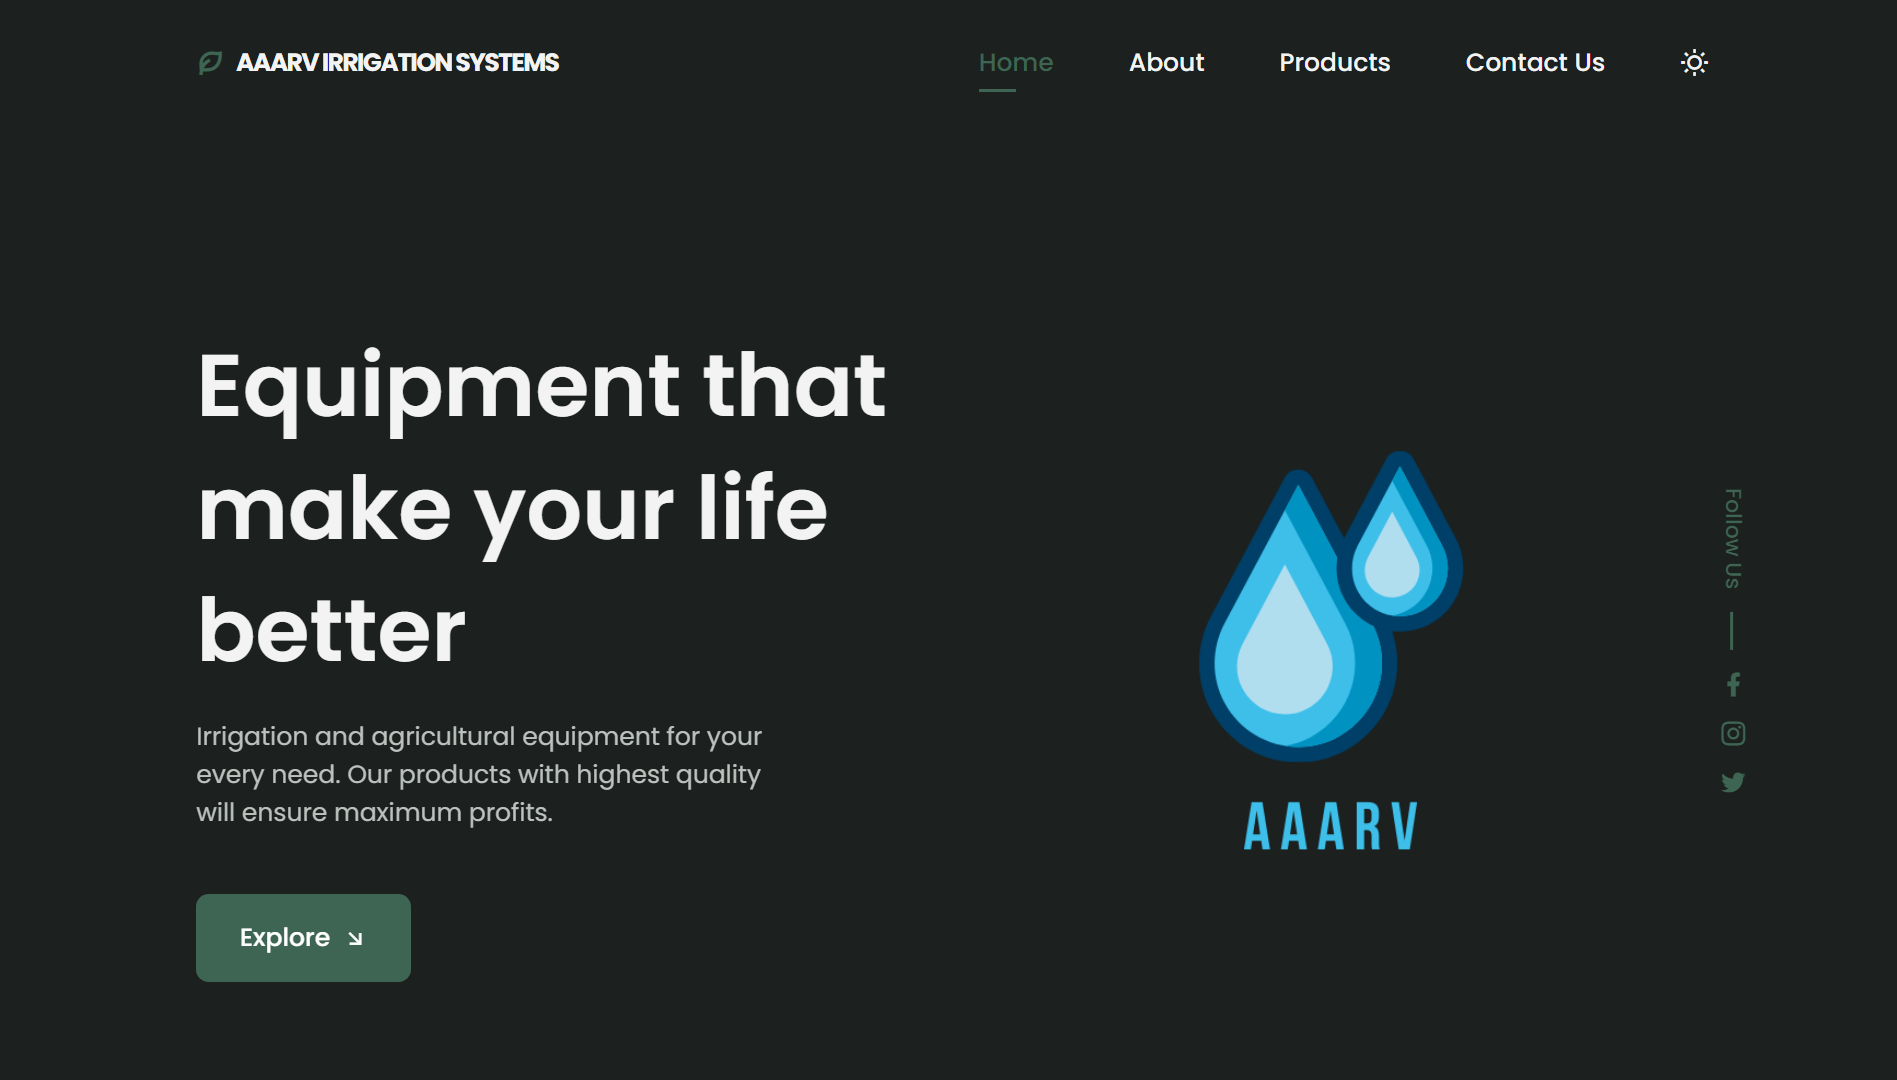 AAARV IRRIGATION SYSTEMS
Home
About
Products
Contact Us
Equipment that
make your life
better
Irrigation and agricultural equipment for your
every need. Our products with highest quality
will ensure maximum profits.
Explore
AAARV
Follow Us